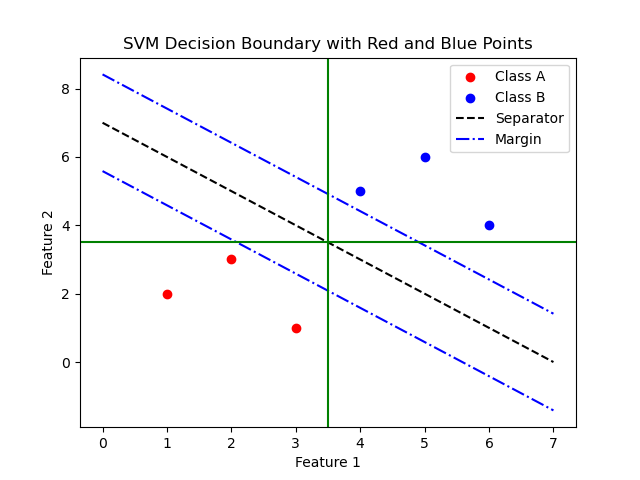 SVM Decision Boundary with Red and Blue Points
Class A
Class B
Separator
Margin
8
6
4
2
0
Feature 2
0 1 2 3 4 5 6 7
Feature 1